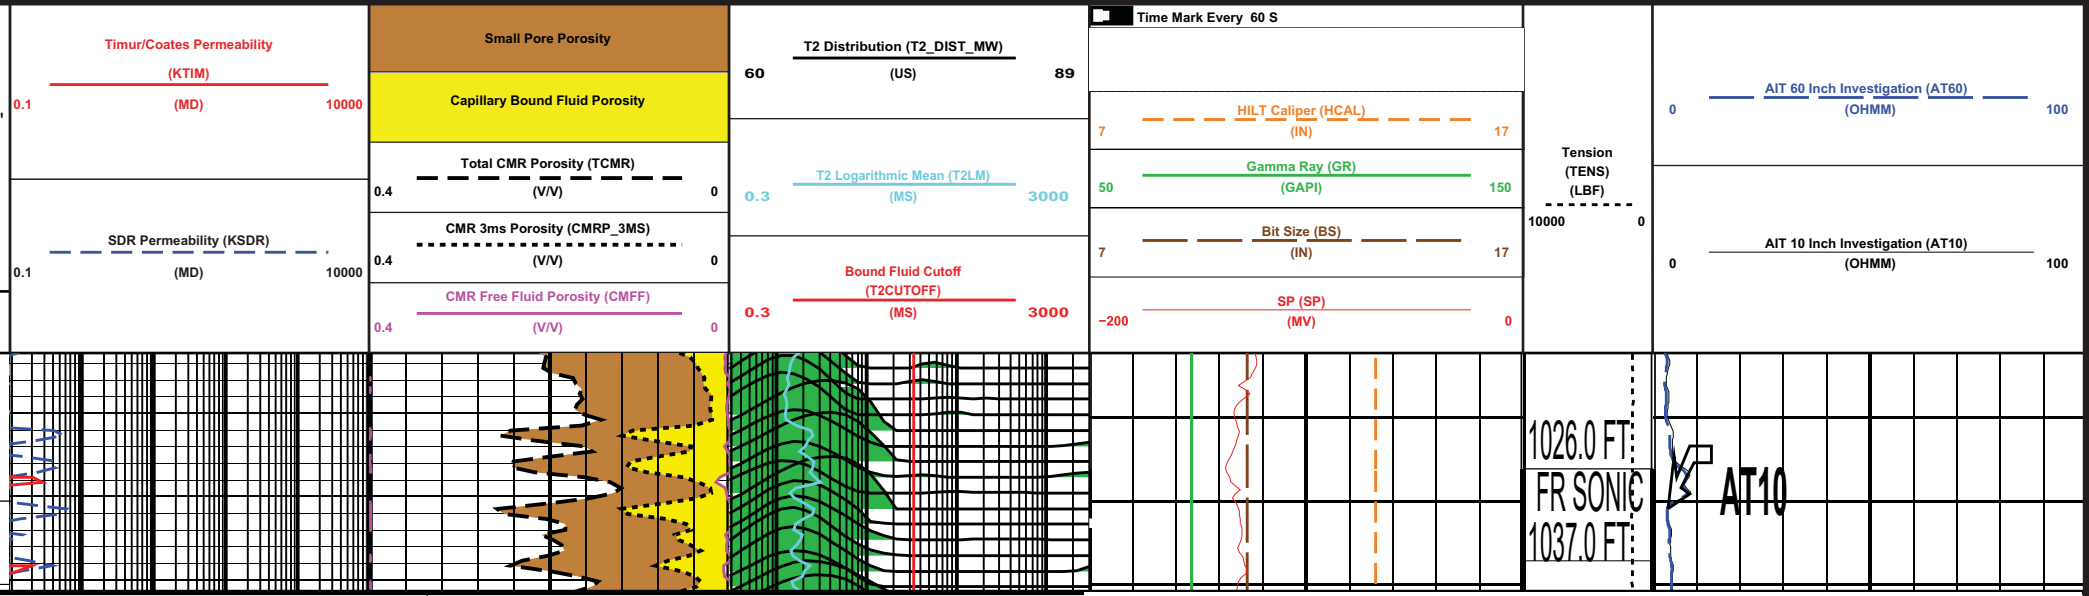 Timur/Coates Permeability
(KTIM)
0.1 (MD) 10000
SDR Permeability (KSDR)
0.1 (MD) 10000
Small Pore Porosity
Capillary Bound Fluid Porosity
Total CMR Porosity (TCMR)
0.4 (V/V) 0
CMR 3ms Porosity (CMRP_3MS)
0.4 (V/V) 0
CMR Free Fluid Porosity (CMFF)
0.4 (V/V) 0
T2 Distribution (T2_DIST_MW)
60 (US) 89
T2 Logarithmic Mean (T2LM)
0.3 (MS) 3000
Bound Fluid Cutoff
(T2CUTOFF)
0.3 (MS) 3000
Time Mark Every 60 S
HILT Caliper (HCAL)
7 (IN) 17
Gamma Ray (GR)
50 (GAPI) 150
Bit Size (BS)
7 (IN) 17
SP (SP)
−200 (MV) 0
Tension
(TENS)
(LBF)
10000 0
AIT 60 Inch Investigation (AT60)
0 (OHMM) 100
AIT 10 Inch Investigation (AT10)
0 (OHMM) 100
1026.0 FT
FR SONIC
1037.0 FT
AT10